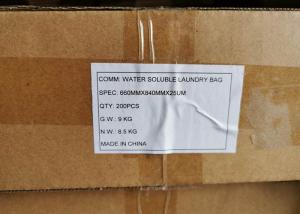 COMM: WATER SOLUBLE LAUNDRY BAG
SPEC: 660MMX840MMX25UM
QTY: 200PCS
G.W.: 9 KG
N.W.: 8.5 KG
MADE IN CHINA